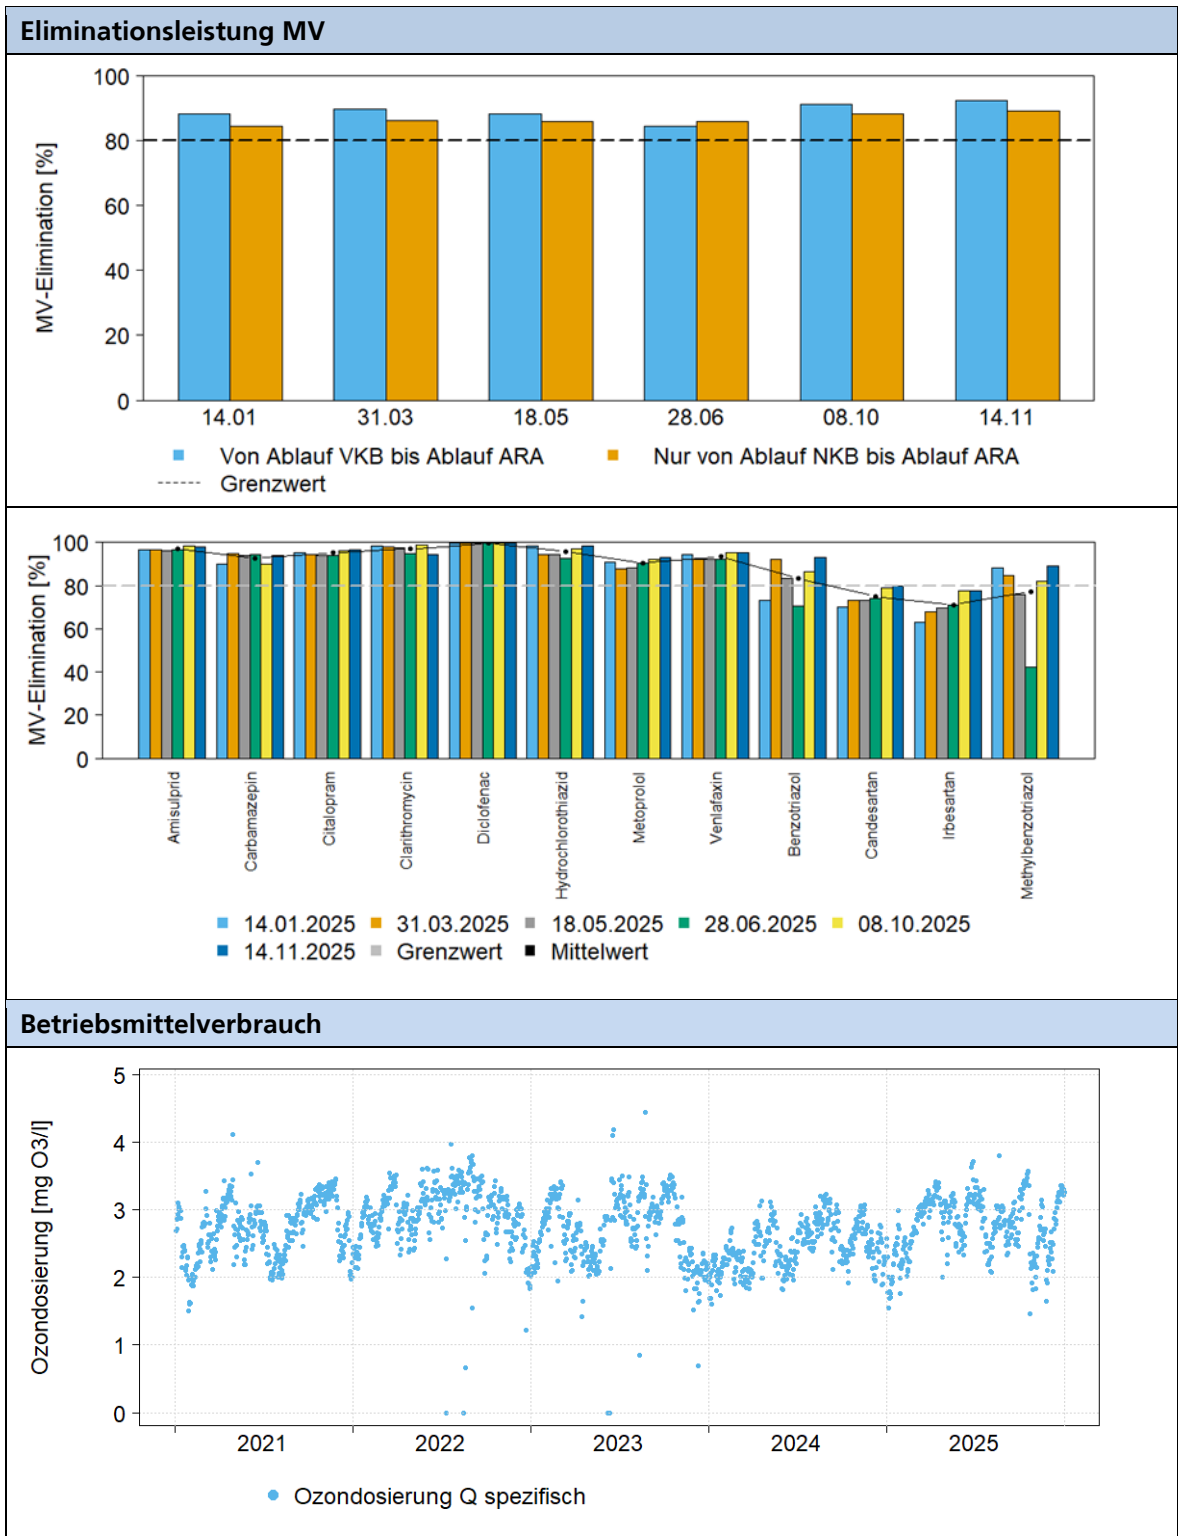 Eliminationsleistung MV
MV-Elimination [%]
100
80
60
40
20
0
14.01 31.03 18.05 28.06 08.10 14.11
Von Ablauf VKB bis Ablauf ARA Nur von Ablauf NKB bis Ablauf ARA
Grenzwert
MV-Elimination [%]
100
80
60
40
20
0
Amisulprid
Carbamazepin
Citalopram
Clarithromycin
Diclofenac
Hydrochlorothiazid
Metoprolol
Venlafaxin
Benzotriazol
Candesartan
Irbesartan
Methylbenzotriazol
14.01.2025 31.03.2025 18.05.2025 28.06.2025 08.10.2025
14.11.2025 Grenzwert Mittelwert
Betriebsmittelverbrauch
Ozondosierung [mg O3/l]
5
4
3
2
1
0
2021 2022 2023 2024 2025
Ozondosierung Q spezifisch